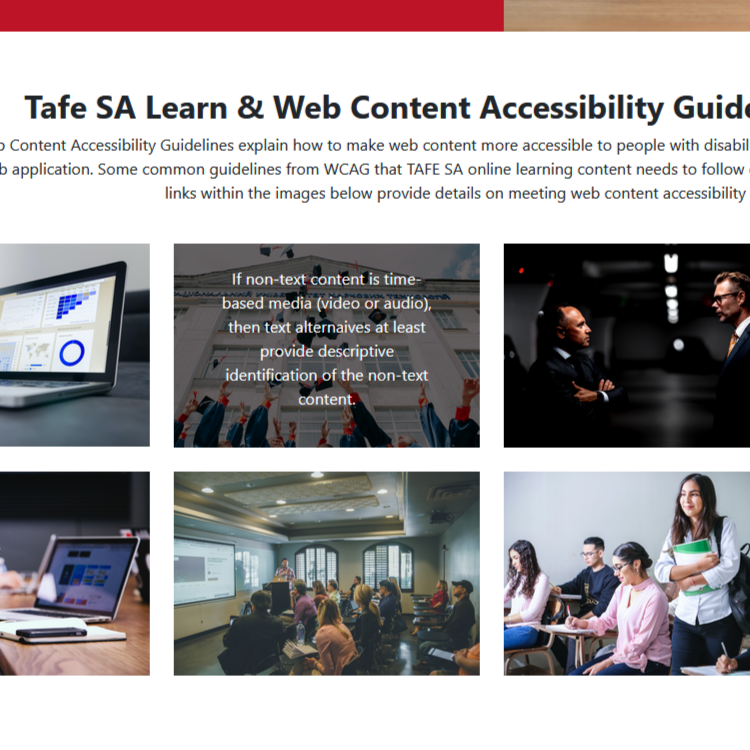 Tafe SA Learn & Web Content Accessibility Guide
Content Accessibility Guidelines explain how to make web content more accessible to people with disabil
b application. Some common guidelines from WCAG that TAFE SA online learning content needs to follow
links within the images below provide details on meeting web content accessibility
If non-text content is time-
based media (video or audio),
then text alternaives at least
provide descriptive
identification of the non-text
content.